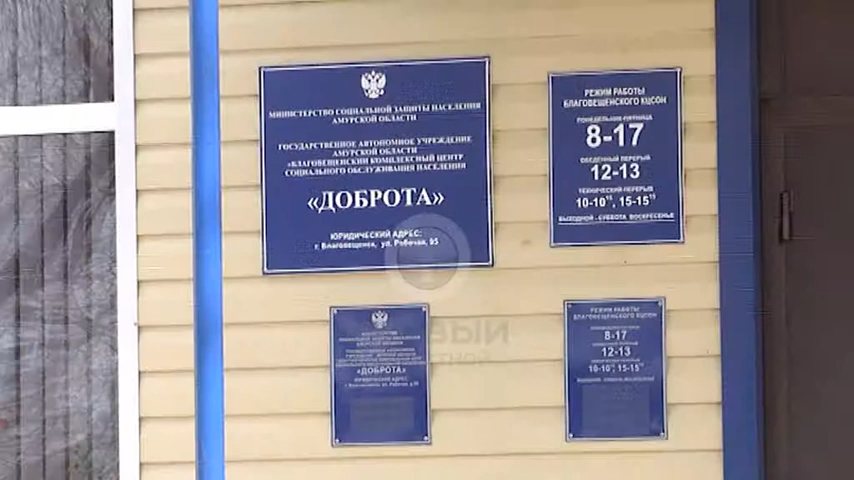 МИНИСТЕРСТВО СОЦИАЛЬНОЙ ЗАЩИТЫ НАСЕЛЕНИЯ
АМУРСКОЙ ОБЛАСТИ
ГОСУДАРСТВЕННОЕ АВТОНОМНОЕ УЧРЕЖДЕНИЕ
АМУРСКОЙ ОБЛАСТИ
«БЛАГОВЕЩЕНСКИЙ КОМПЛЕКСНЫЙ ЦЕНТР
СОЦИАЛЬНОГО ОБСЛУЖИВАНИЯ НАСЕЛЕНИЯ
«ДОБРОТА»
ЮРИДИЧЕСКИЙ АДРЕС:
г. Благовещенск, ул. Рабочая, 95
РЕЖИМ РАБОТЫ
БЛАГОВЕЩЕНСКОГО КЦСОН
ПОНЕДЕЛЬНИК-ПЯТНИЦА
8-17
ОБЕДЕННЫЙ ПЕРЕРЫВ
12-13
ТЕХНИЧЕСКИЙ ПЕРЕРЫВ
10-10¹⁵, 15-15¹⁵
ВЫХОДНОЙ - СУББОТА ВОСКРЕСЕНЬЕ
«ДОБРОТА»
РЕЖИМ РАБОТЫ
БЛАГОВЕЩЕНСКОГО КЦСОН
8-17
12-13
10-10¹⁵, 15-15¹⁵